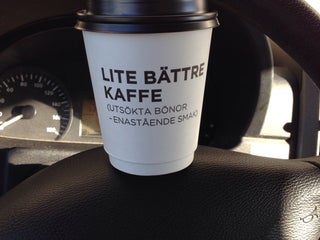 LITE BÄTTRE
KAFFE
(UTSÖKTA BÖNOR
- ENASTÅENDE SMAK)